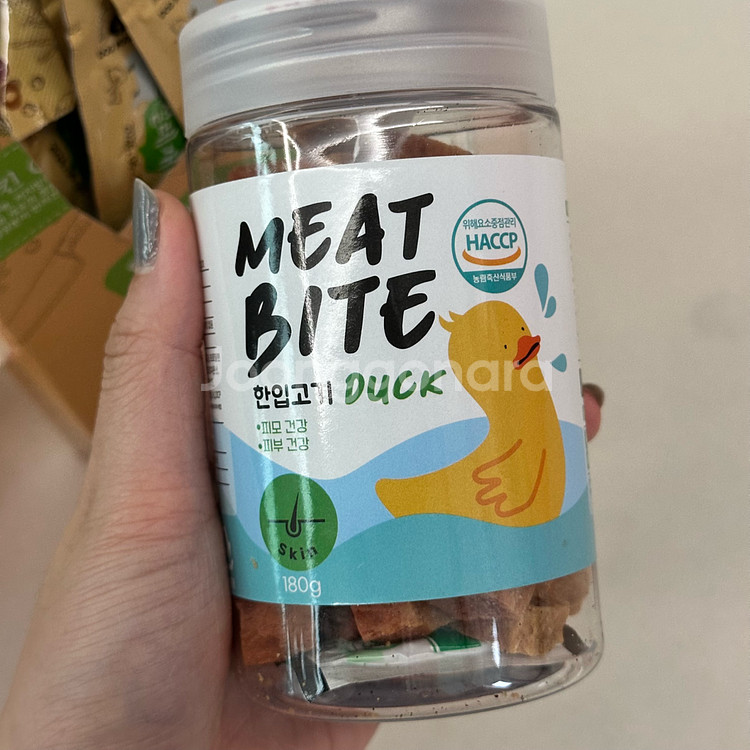 MEAT
BITE
한입고기 DUCK
•피모 건강
•피부 건강
Skin
180g
위해요소중점관리
HACCP
농림축산식품부
Joonggonara